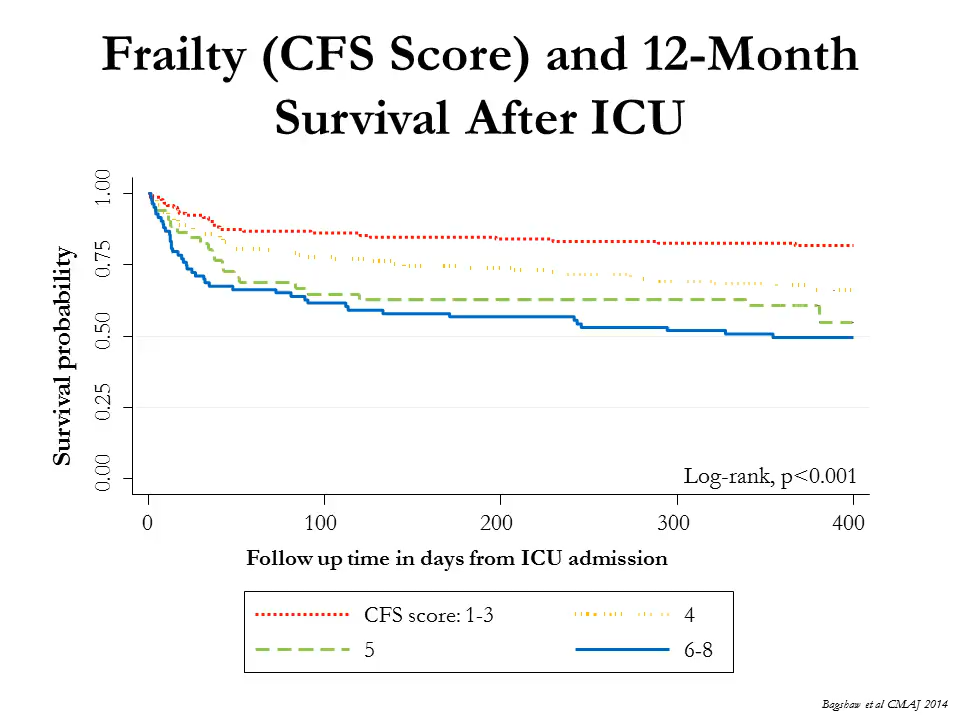 Frailty (CFS Score) and 12-Month
Survival After ICU
Survival probability
1.00
0.75
0.50
0.25
0.00
Log-rank, p<0.001
0 100 200 300 400
Follow up time in days from ICU admission
CFS score: 1-3 4
5 6-8
Bagshaw et al CMAJ 2014